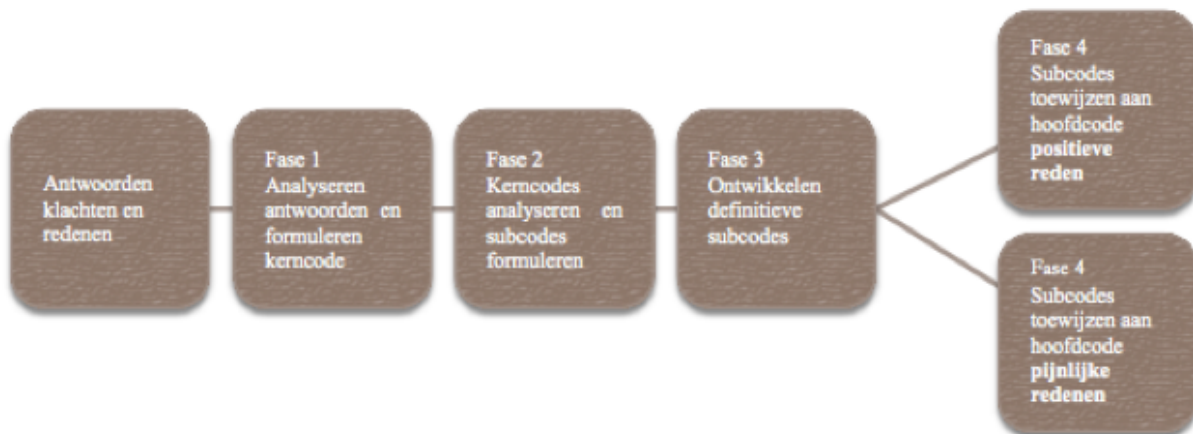 Antwoorden
klachten en
redenen
Fase 1
Analyseren
antwoorden en
formuleren
kerncode
Fase 2
Kerncodes
analyseren en
subcodes
formuleren
Fase 3
Ontwikkelen
definitieve
subcodes
Fase 4
Subcodes
toewijzen aan
hoofdcode
positieve
reden
Fase 4
Subcodes
toewijzen aan
hoofdcode
pijnlijke
redenen